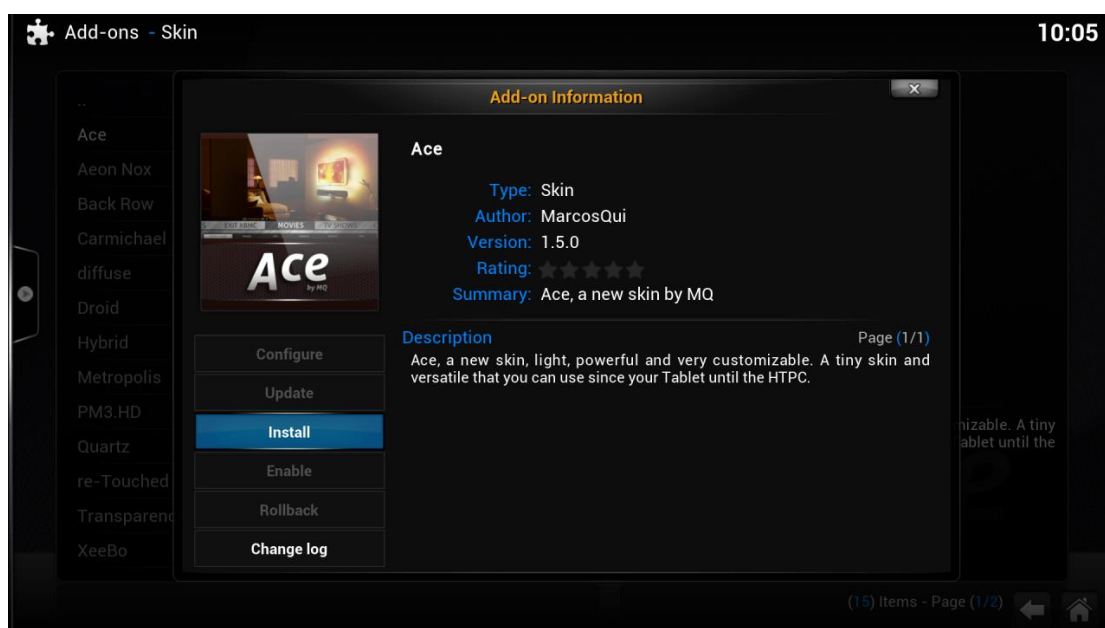 Add-ons - Skin
10:05
Add-on Information
..
Ace
Aeon Nox
Back Row
Carmichael
diffuse
Droid
Hybrid
Metropolis
PM3.HD
Quartz
re-Touched
Transparenc
XeeBo
EXIT XBMC MOVIES TV SHOWS
Ace
by MQ
Configure
Update
Install
Enable
Rollback
Change log
Ace
Type: Skin
Author: MarcosQui
Version: 1.5.0
Rating:
Summary: Ace, a new skin by MQ
Description Page (1/1)
Ace, a new skin, light, powerful and very customizable. A tiny skin and
versatile that you can use since your Tablet until the HTPC.
nizable. A tiny
ablet until the
(15) Items - Page (1/2)